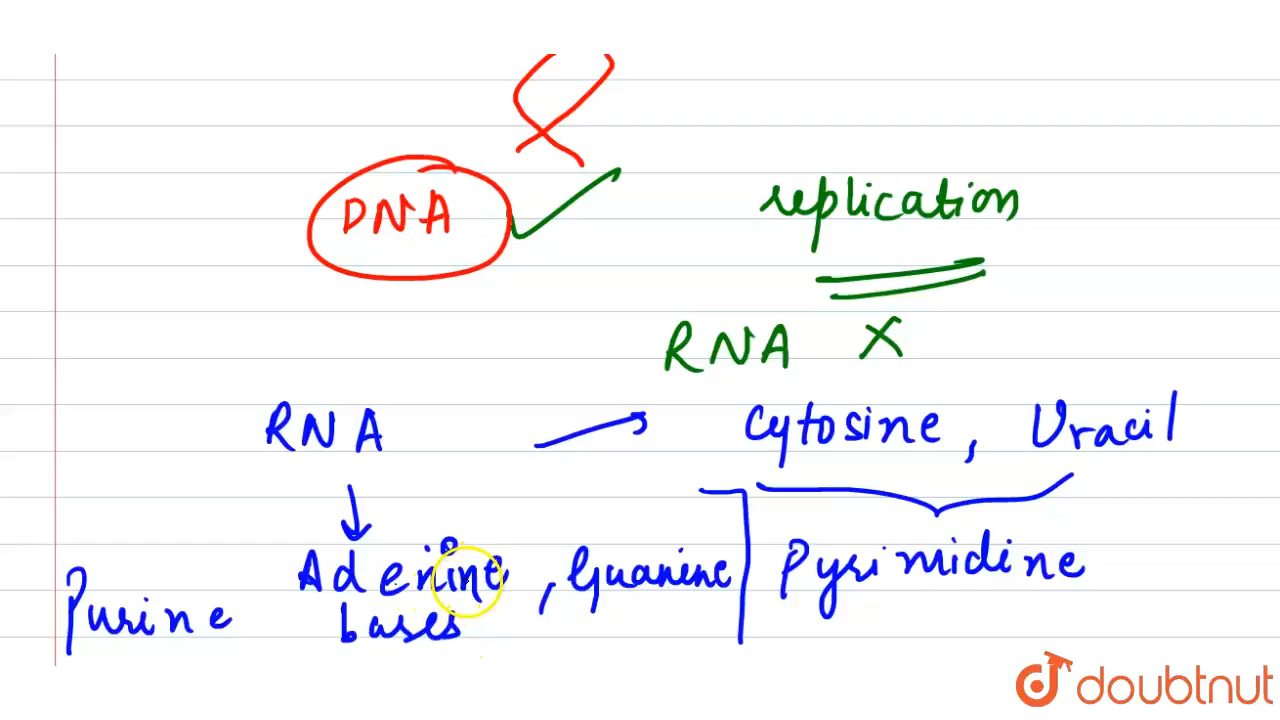 DNA replication
RNA X
RNA → Cytosine, Uracil
Adenine, Guanine Pyrimidine
Purine bases
doubtnut